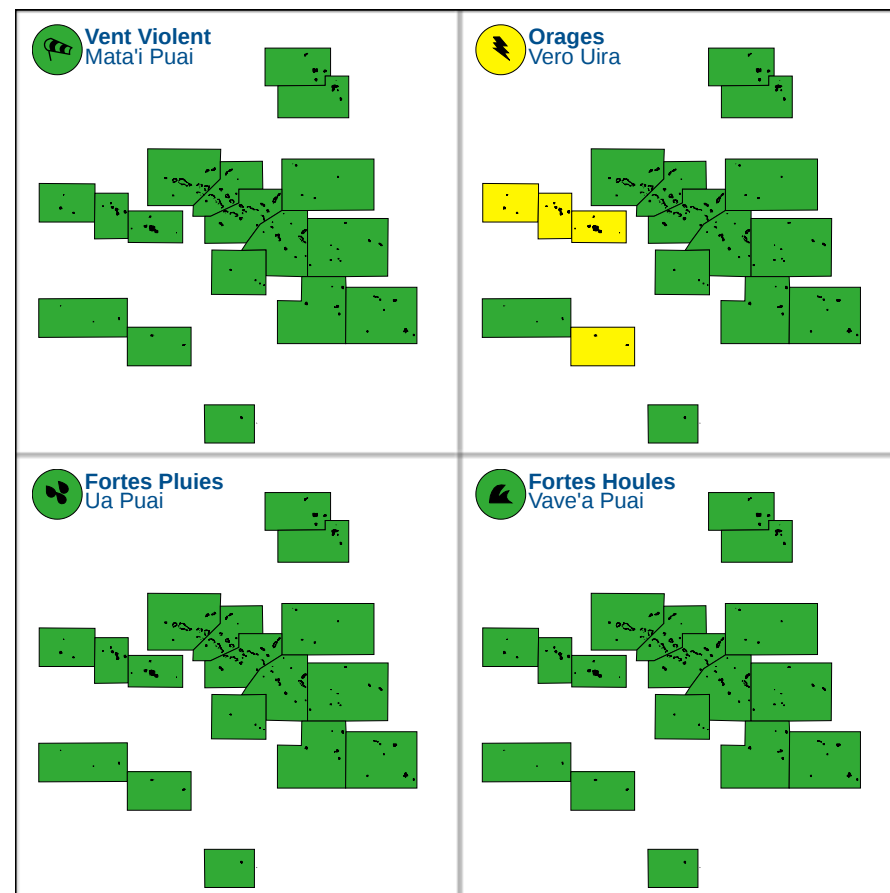 Vent Violent
Mata'i Puai
Orages
Vero Uira
Fortes Pluies
Ua Puai
Fortes Houles
Vave'a Puai